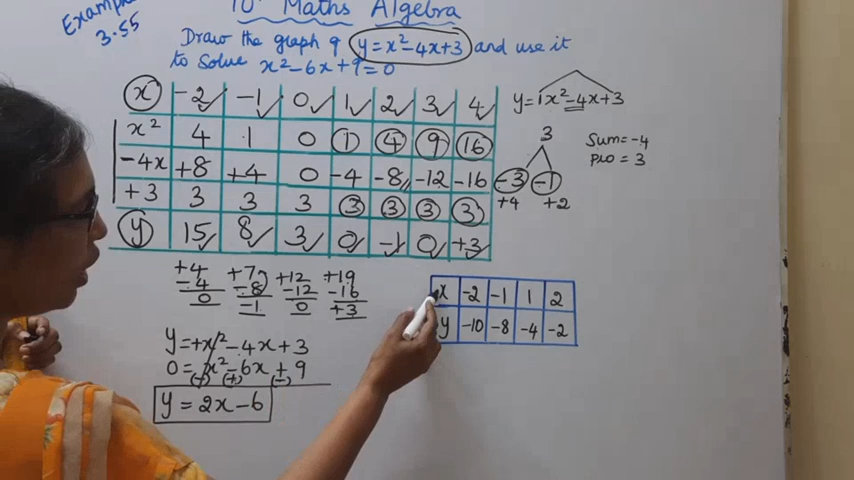 10th Maths Algebra
Example 3.55
Draw the graph of y=x²-4x+3 and use it
to solve x²-6x+9=0
x -2 -1 0 1 2 3 4
x² 4 1 0 1 4 9 16
-4x +8 +4 0 -4 -8 -12 -16
+3 3 3 3 3 3 3 3
y 15 8 3 0 -1 0 +3
y=1x²-4x+3
3
Sum=-4
pro = 3
-3 -1
+4 +2
+4 +7 +12 +19
-4 -8 -12 -16
0 -1 0 +3
y=+x²-4x+3
0= x²-6x+9
(-) (+) (-)
y = 2x-6
x -2 -1 1 2
y -10 -8 -4 -2